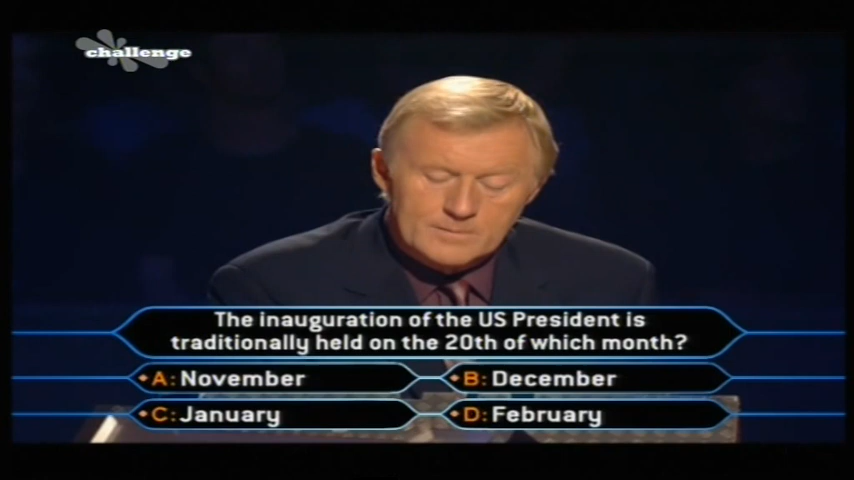 challenge
The inauguration of the US President is
traditionally held on the 20th of which month?
A: November
B: December
C: January
D: February